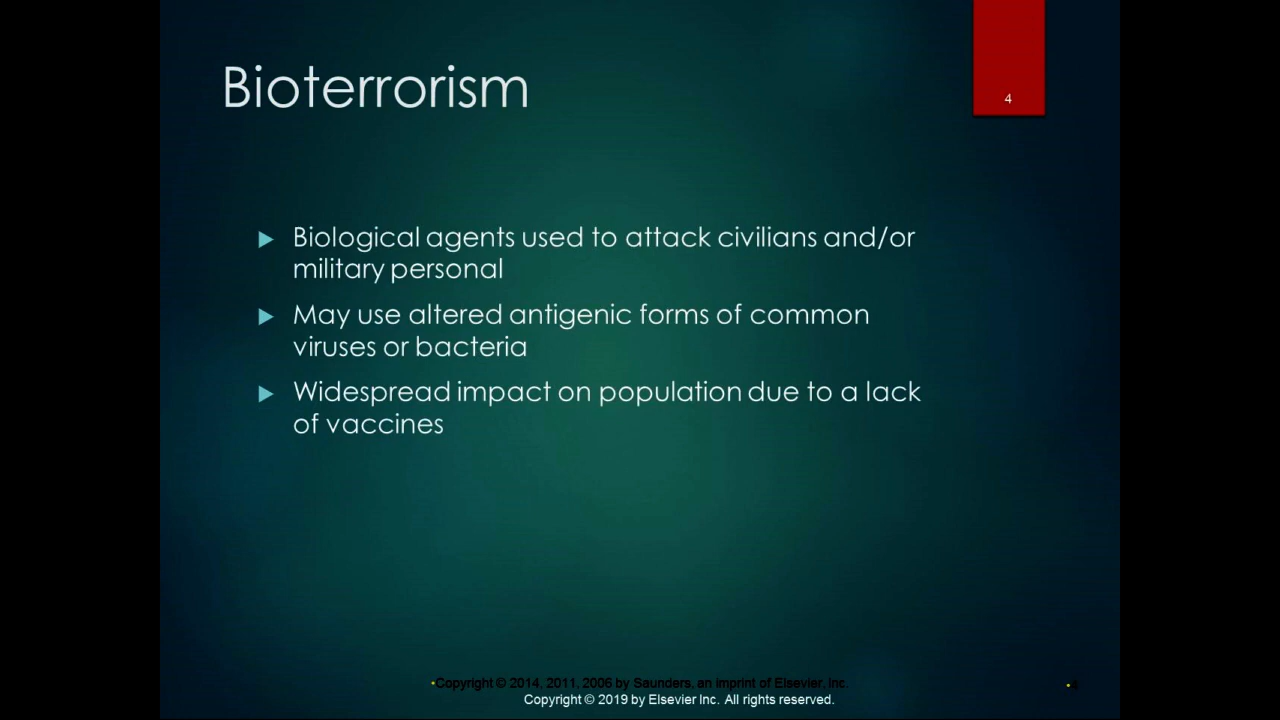 Bioterrorism
4
Biological agents used to attack civilians and/or
military personal
May use altered antigenic forms of common
viruses or bacteria
Widespread impact on population due to a lack
of vaccines
•Copyright © 2014, 2011, 2006 by Saunders, an imprint of Elsevier, Inc.
Copyright © 2019 by Elsevier Inc. All rights reserved.